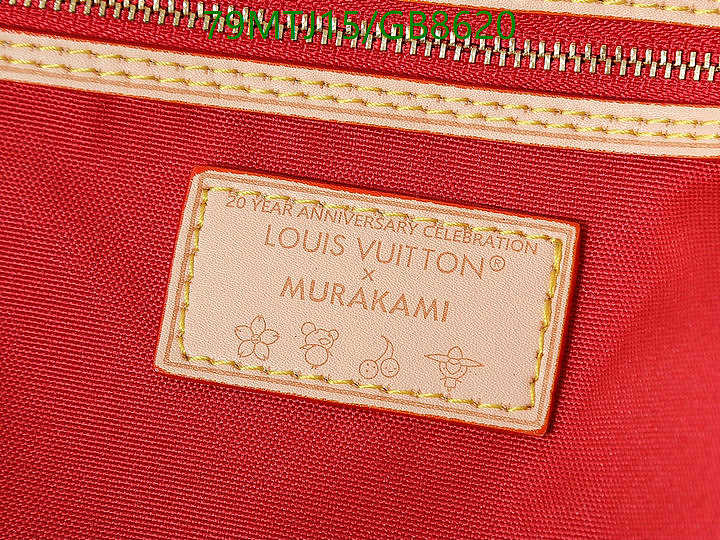 79MTJ15/GB8620
20 YEAR ANNIVERSARY CELEBRATION
LOUIS VUITTON®
×
MURAKAMI